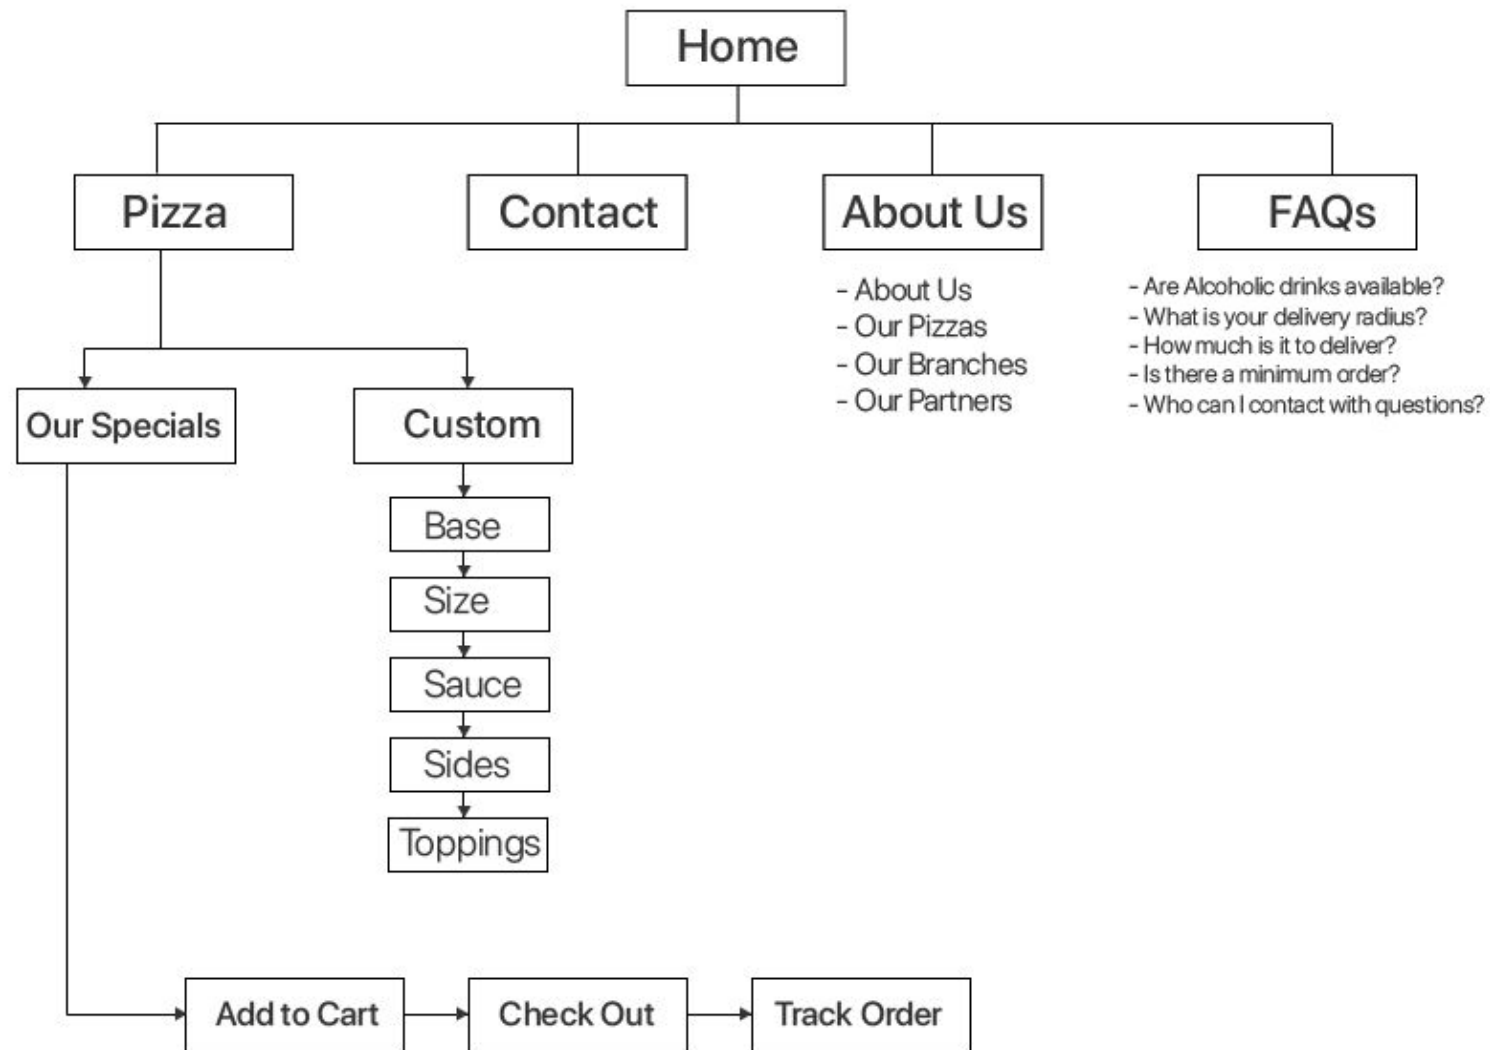 Home
Pizza
Contact
About Us
FAQs
- About Us
- Our Pizzas
- Our Branches
- Our Partners
- Are Alcoholic drinks available?
- What is your delivery radius?
- How much is it to deliver?
- Is there a minimum order?
- Who can I contact with questions?
Our Specials
Custom
Base
Size
Sauce
Sides
Toppings
Add to Cart
Check Out
Track Order